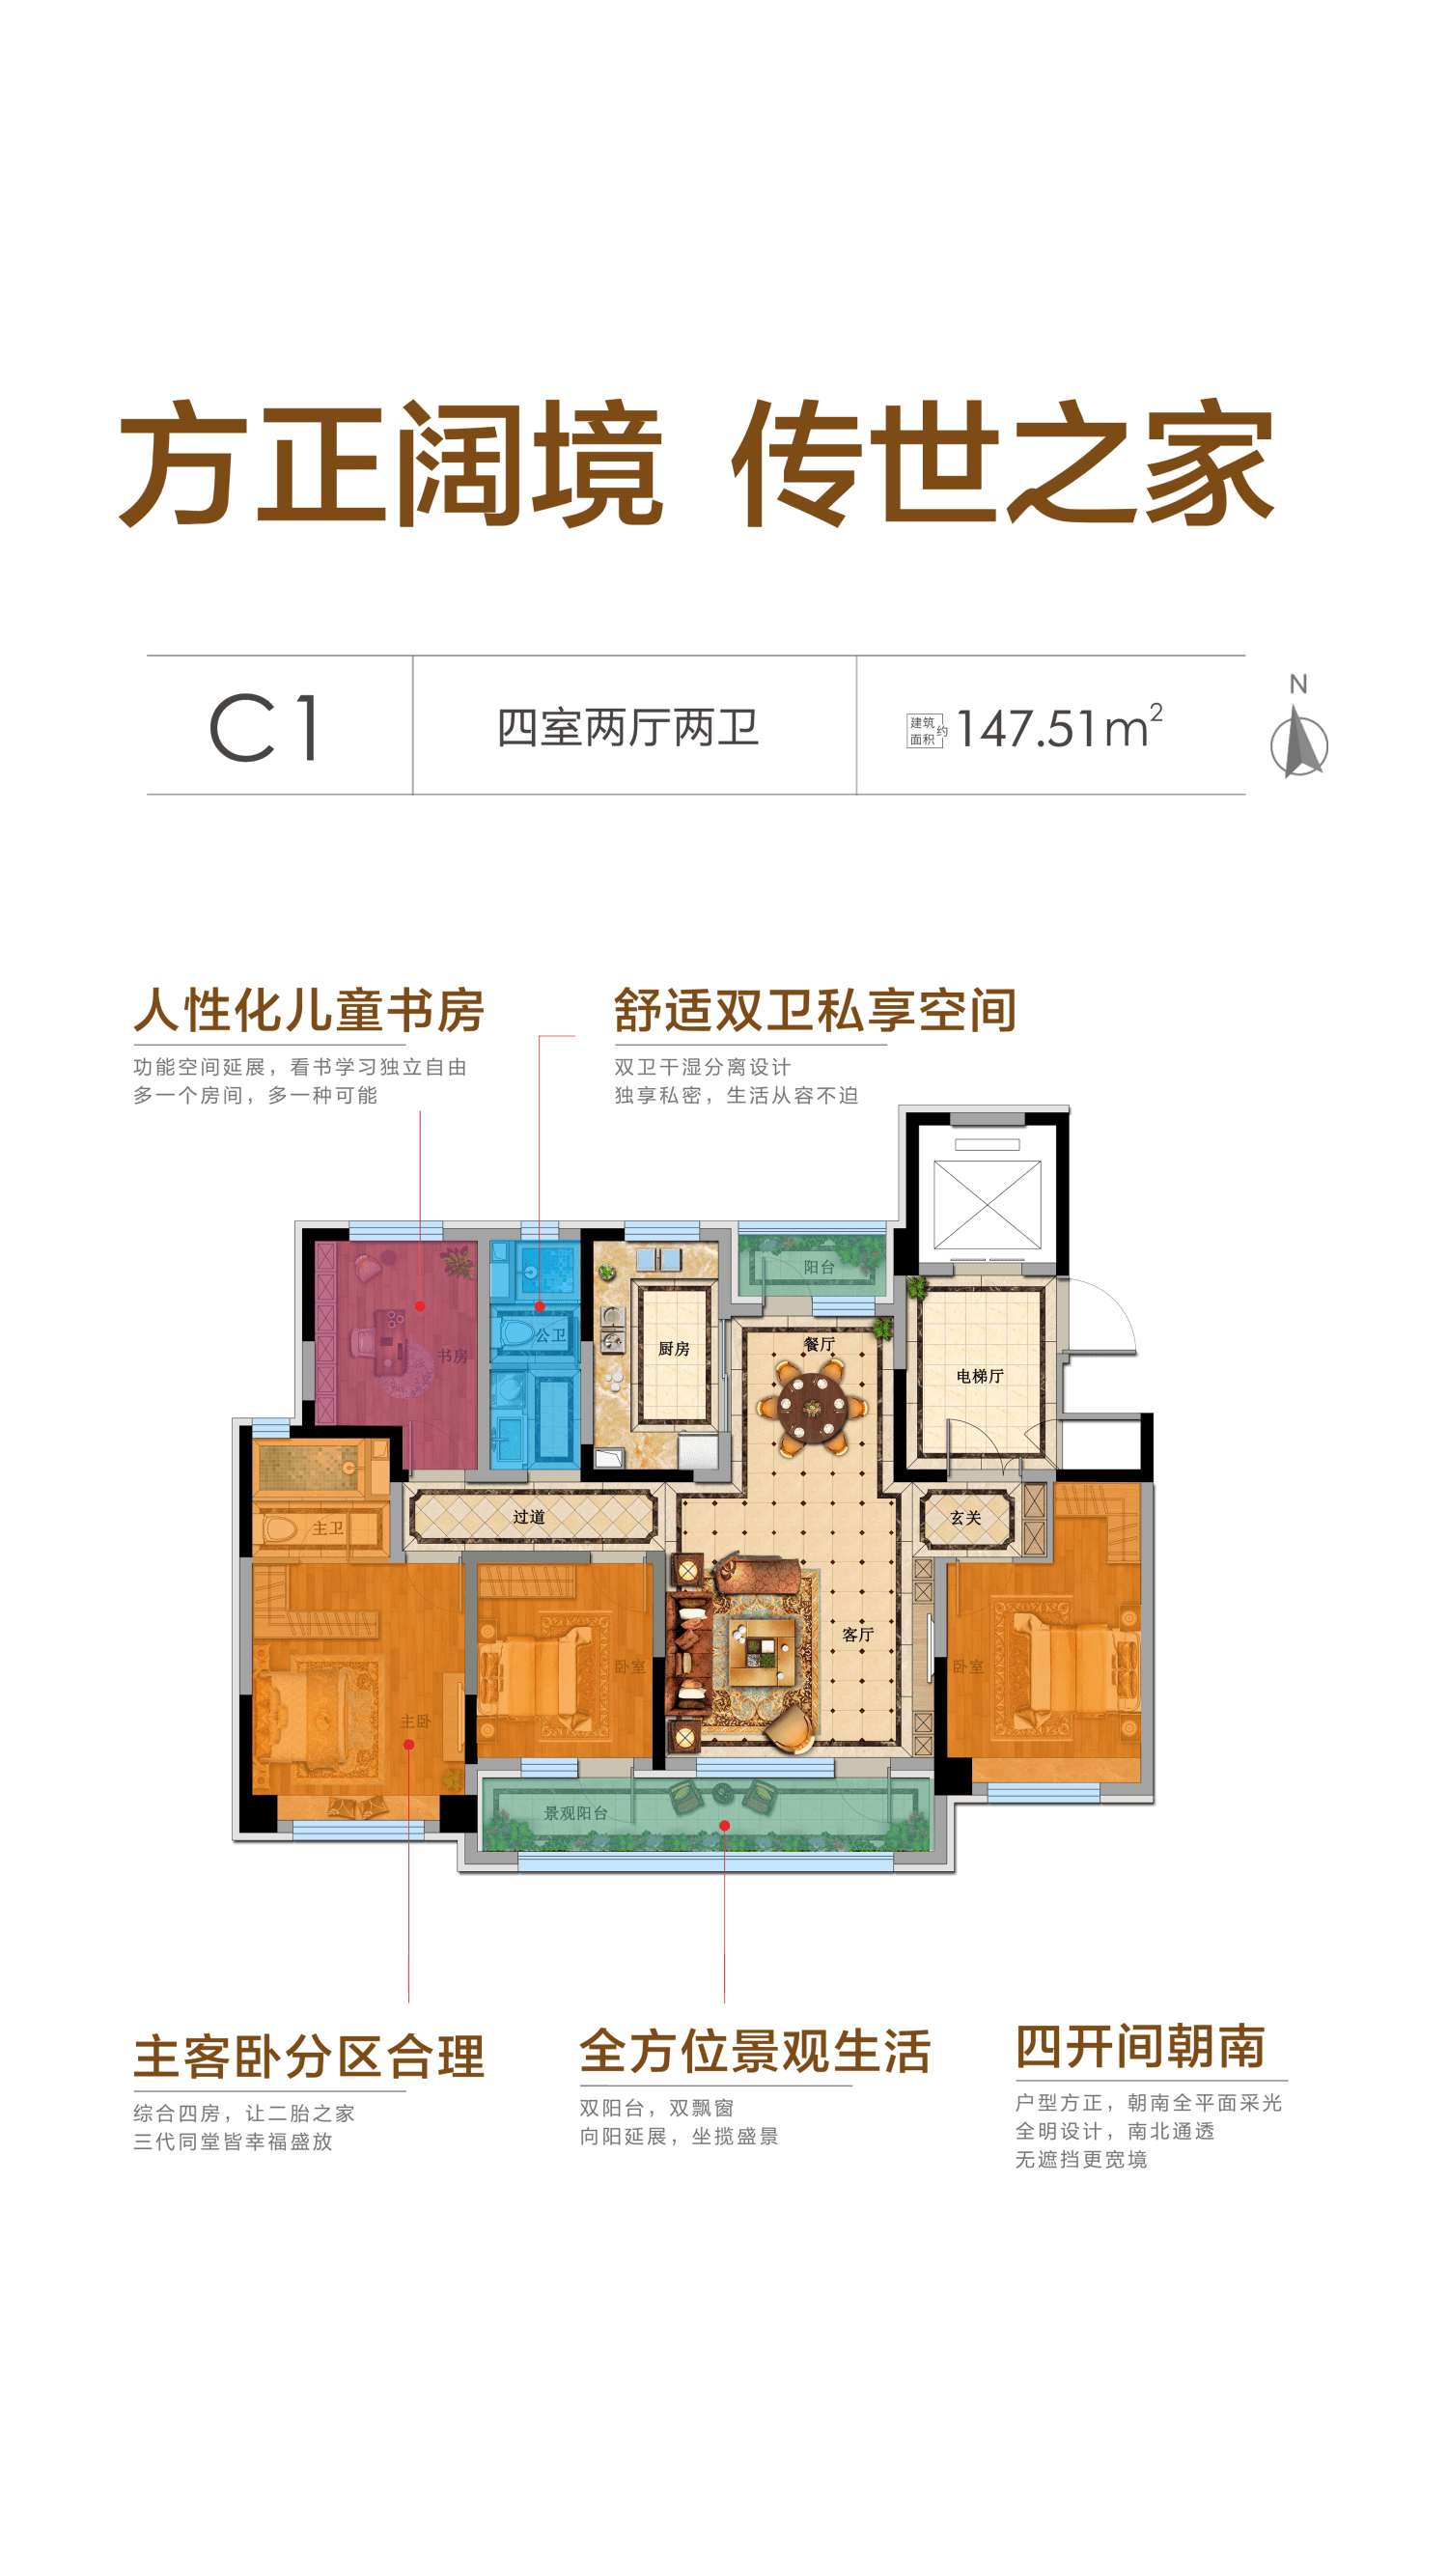 方正阔境 传世之家
C1
四室两厅两卫
建筑面积约147.51m²
N
人性化儿童书房
功能空间延展，看书学习独立自由
多一个房间，多一种可能
舒适双卫私享空间
双卫干湿分离设计
独享私密，生活从容不迫
阳台
公卫
书房
厨房
餐厅
电梯厅
主卫
过道
玄关
客厅
卧室
卧室
主卧
景观阳台
主客卧分区合理
综合四房，让二胎之家
三代同堂皆幸福盛放
全方位景观生活
双阳台，双飘窗
向阳延展，坐揽盛景
四开间朝南
户型方正，朝南全平面采光
全明设计，南北通透
无遮挡更宽境